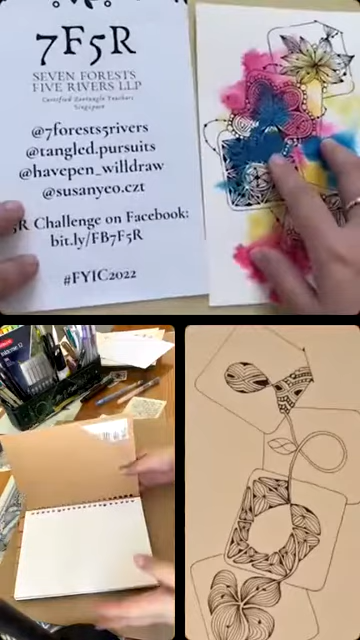 7F5R
SEVEN FORESTS
FIVE RIVERS LLP
Certified Zentangle Teachers
Singapore
@7forests5rivers
@tangled.pursuits
@havepen_willdraw
@susanyeo.czt
5R Challenge on Facebook:
bit.ly/FB7F5R
#FYIC2022